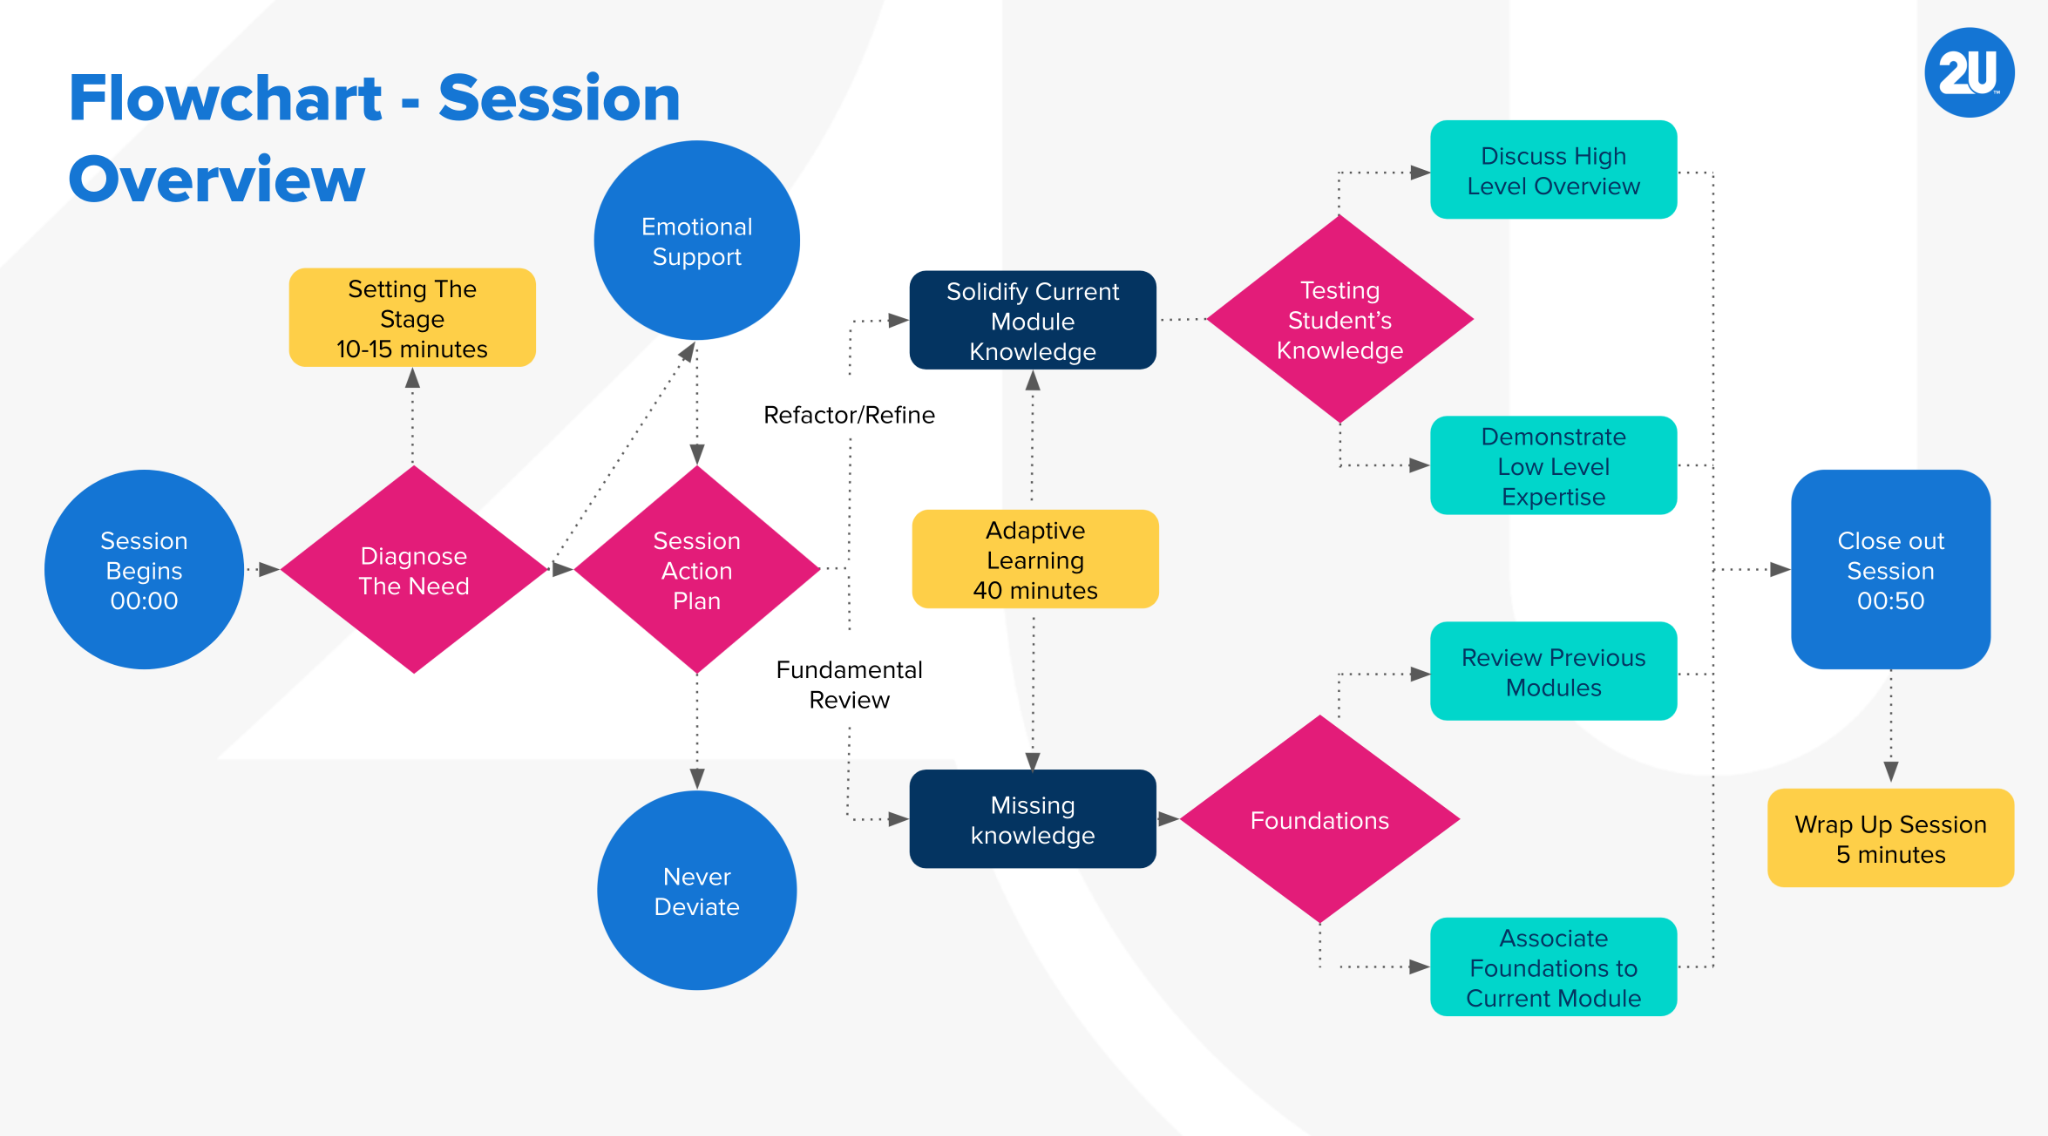 Flowchart - Session
Overview
2U
Session
Begins
00:00
Setting The
Stage
10-15 minutes
Diagnose
The Need
Emotional
Support
Session
Action
Plan
Never
Deviate
Refactor/Refine
Fundamental
Review
Solidify Current
Module
Knowledge
Adaptive
Learning
40 minutes
Missing
knowledge
Testing
Student’s
Knowledge
Foundations
Discuss High
Level Overview
Demonstrate
Low Level
Expertise
Review Previous
Modules
Associate
Foundations to
Current Module
Close out
Session
00:50
Wrap Up Session
5 minutes